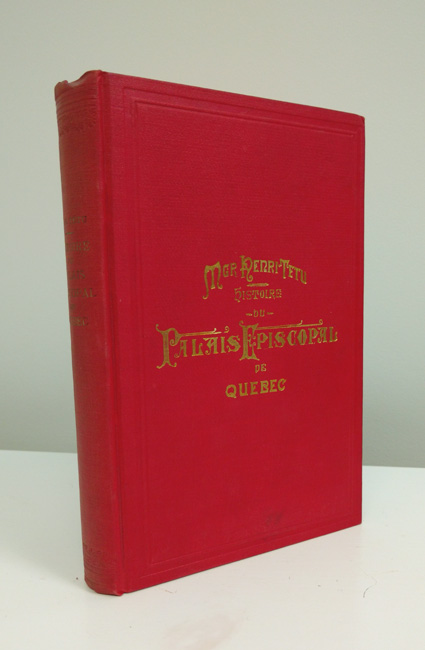 Mgr Henri-Tetu
Histoire
du
Palais Episcopal
de
Quebec